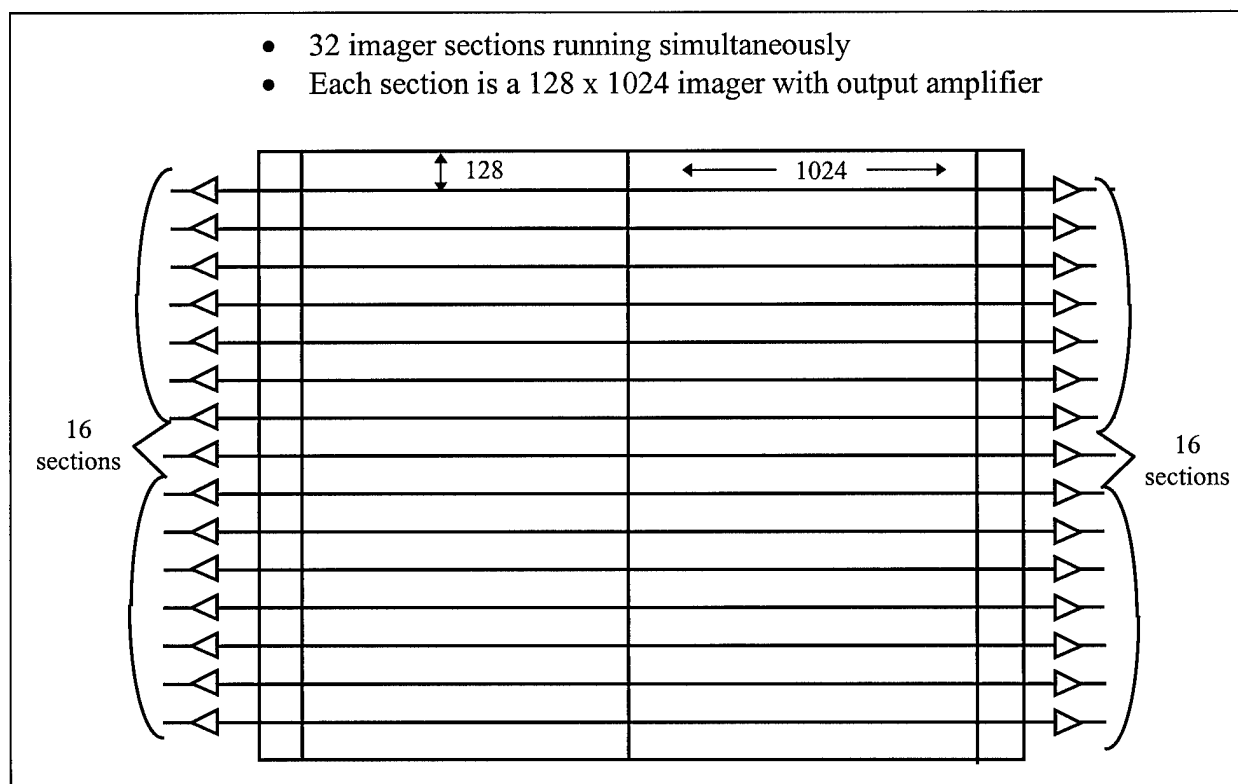 • 32 imager sections running simultaneously
• Each section is a 128 x 1024 imager with output amplifier
128
1024
16
sections
16
sections